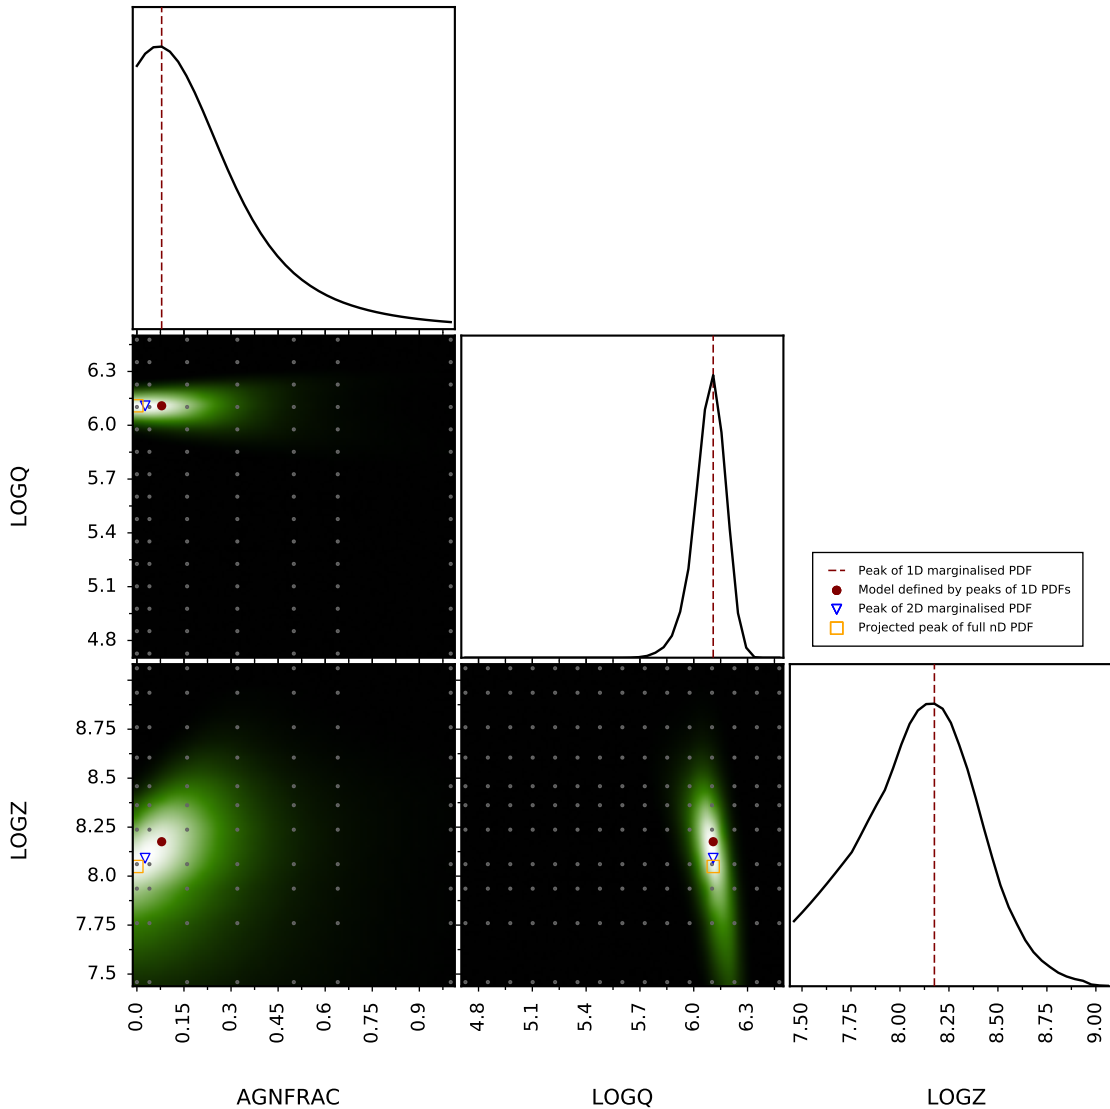 6.3
6.0
5.7
5.4
5.1
4.8
LOGQ
Peak of 1D marginalised PDF
Model defined by peaks of 1D PDFs
Peak of 2D marginalised PDF
Projected peak of full nD PDF
8.75
8.5
8.25
8.0
7.75
7.5
LOGZ
0.0 0.15 0.3 0.45 0.6 0.75 0.9
4.8 5.1 5.4 5.7 6.0 6.3
7.50 7.75 8.00 8.25 8.50 8.75 9.00
AGNFRAC LOGQ LOGZ